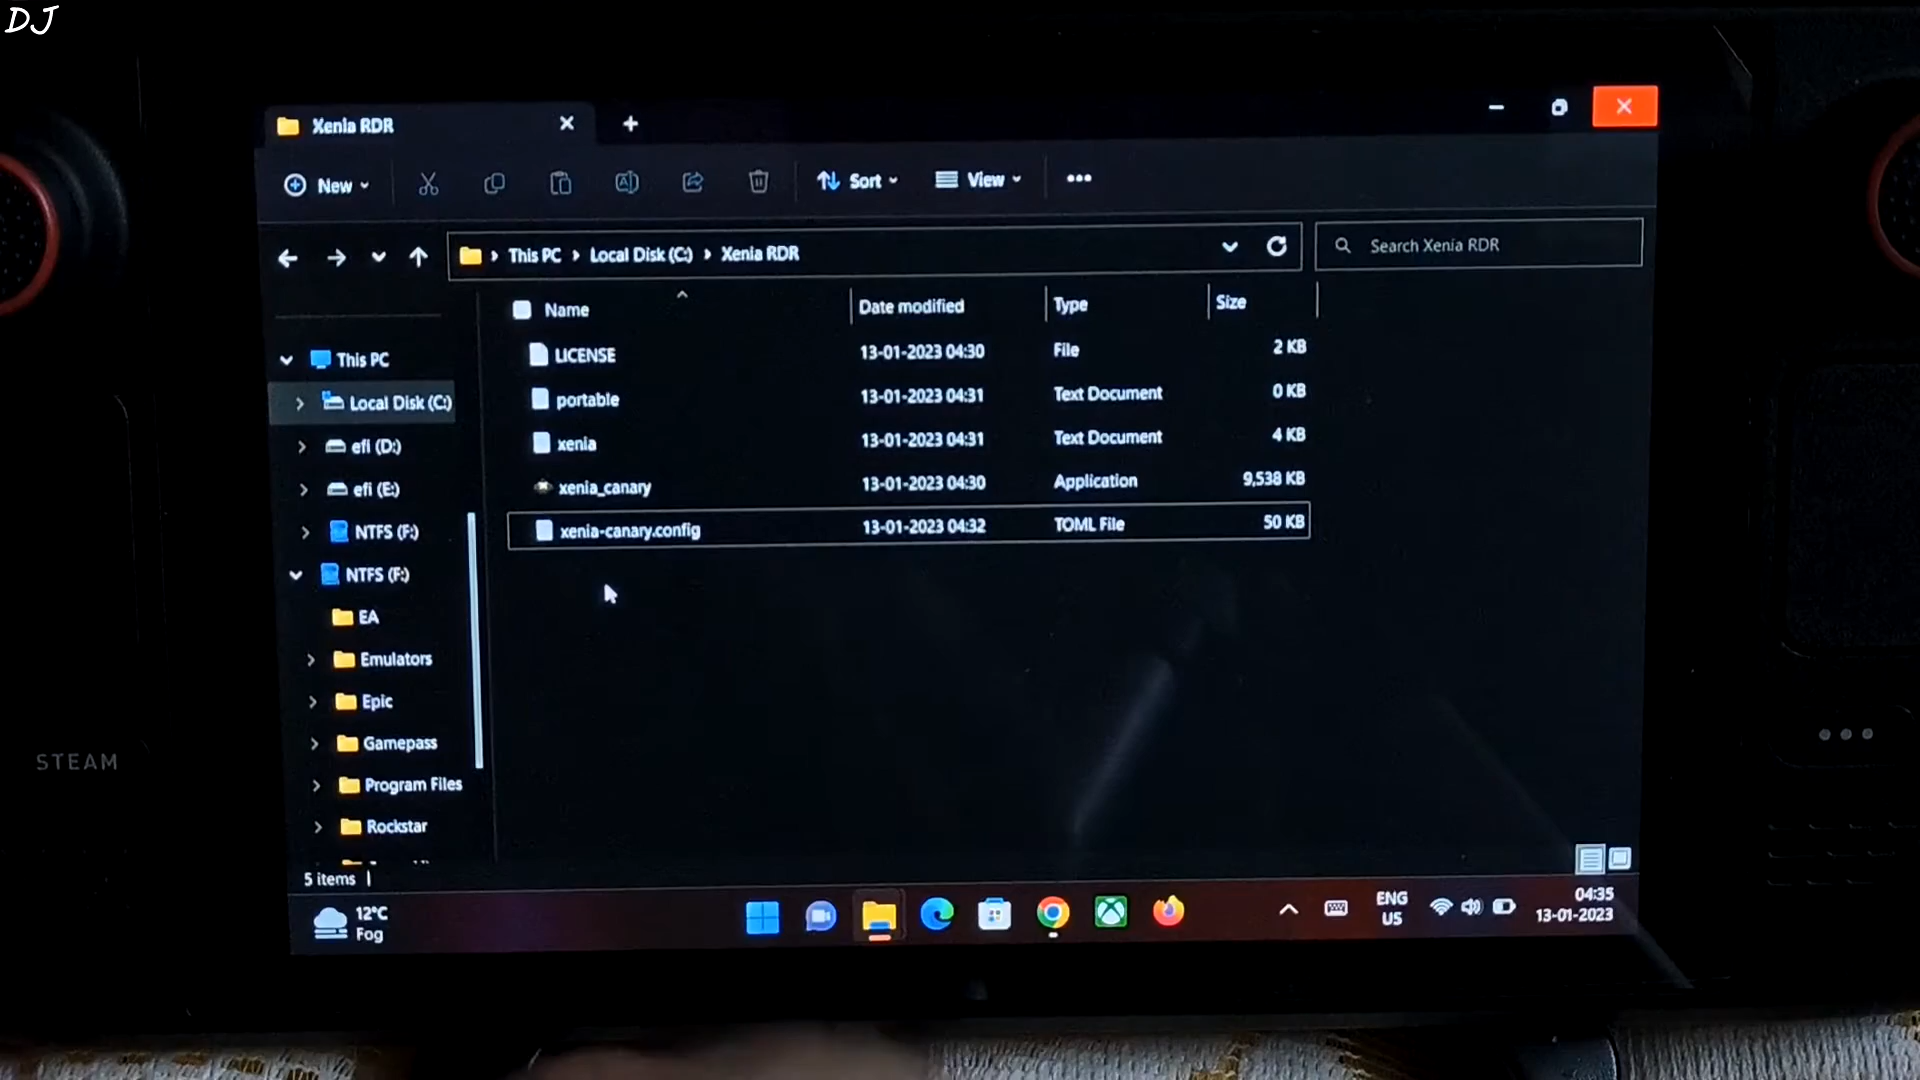 DJ
Xenia RDR
New
Sort
View
This PC
Local Disk (C:)
Xenia RDR
Search Xenia RDR
Name
Date modified
Type
Size
LICENSE
13-01-2023 04:30
File
2 KB
portable
13-01-2023 04:31
Text Document
0 KB
xenia
13-01-2023 04:31
Text Document
4 KB
xenia_canary
13-01-2023 04:30
Application
9,538 KB
xenia-canary.config
13-01-2023 04:32
TOML File
50 KB
This PC
Local Disk (C:)
efi (D:)
efi (E:)
NTFS (F:)
NTFS (F:)
EA
Emulators
Epic
Gamepass
Program Files
Rockstar
5 items
12°C
Fog
ENG
US
04:35
13-01-2023
STEAM